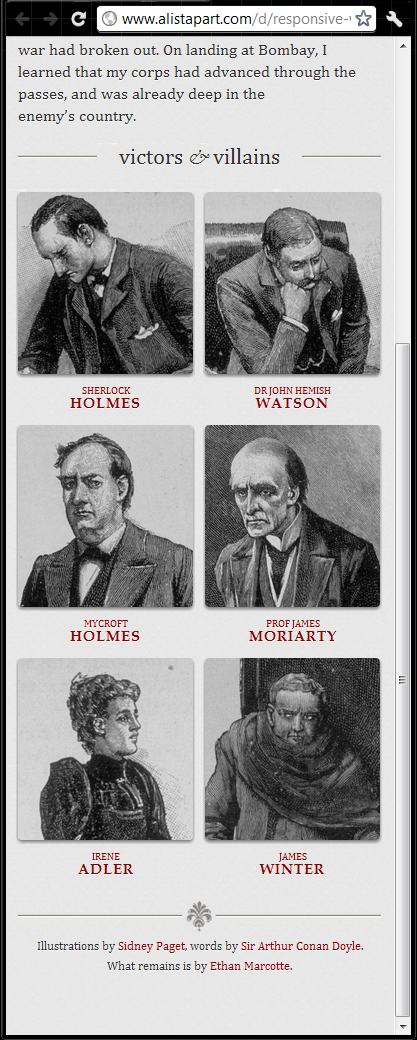 www.alistapart.com/d/responsive-
war had broken out. On landing at Bombay, I
learned that my corps had advanced through the
passes, and was already deep in the
enemy’s country.
victors & villains
SHERLOCK
HOLMES
DR JOHN HEMISH
WATSON
MYCROFT
HOLMES
PROF JAMES
MORIARTY
IRENE
ADLER
JAMES
WINTER
Illustrations by Sidney Paget, words by Sir Arthur Conan Doyle.
What remains is by Ethan Marcotte.